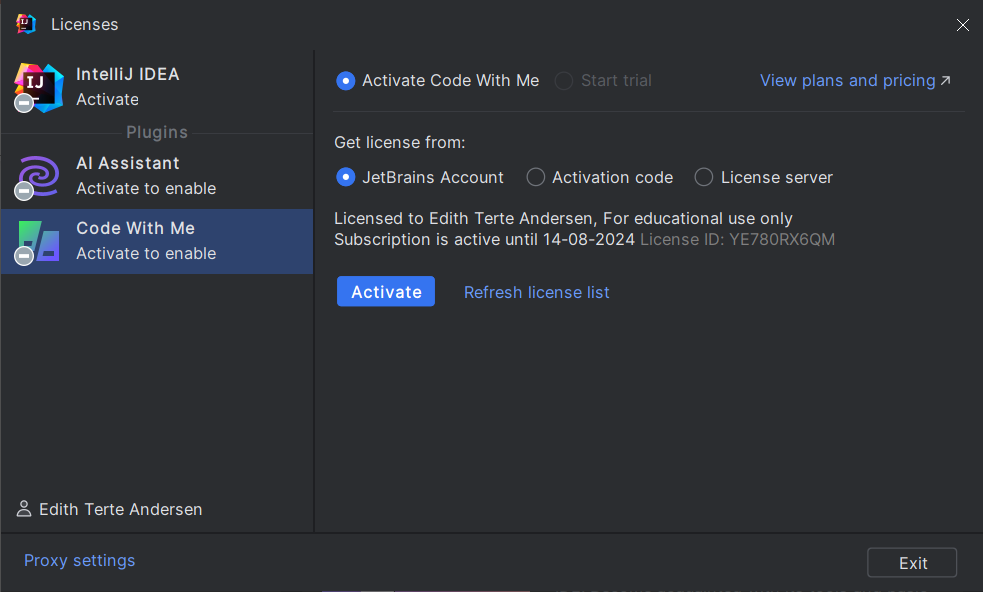 Licenses
IntelliJ IDEA
Activate
Plugins
AI Assistant
Activate to enable
Code With Me
Activate to enable
Edith Terte Andersen
Activate Code With Me Start trial View plans and pricing ↗
Get license from:
JetBrains Account Activation code License server
Licensed to Edith Terte Andersen, For educational use only
Subscription is active until 14-08-2024 License ID: YE780RX6QM
Activate Refresh license list
Proxy settings Exit
IJ